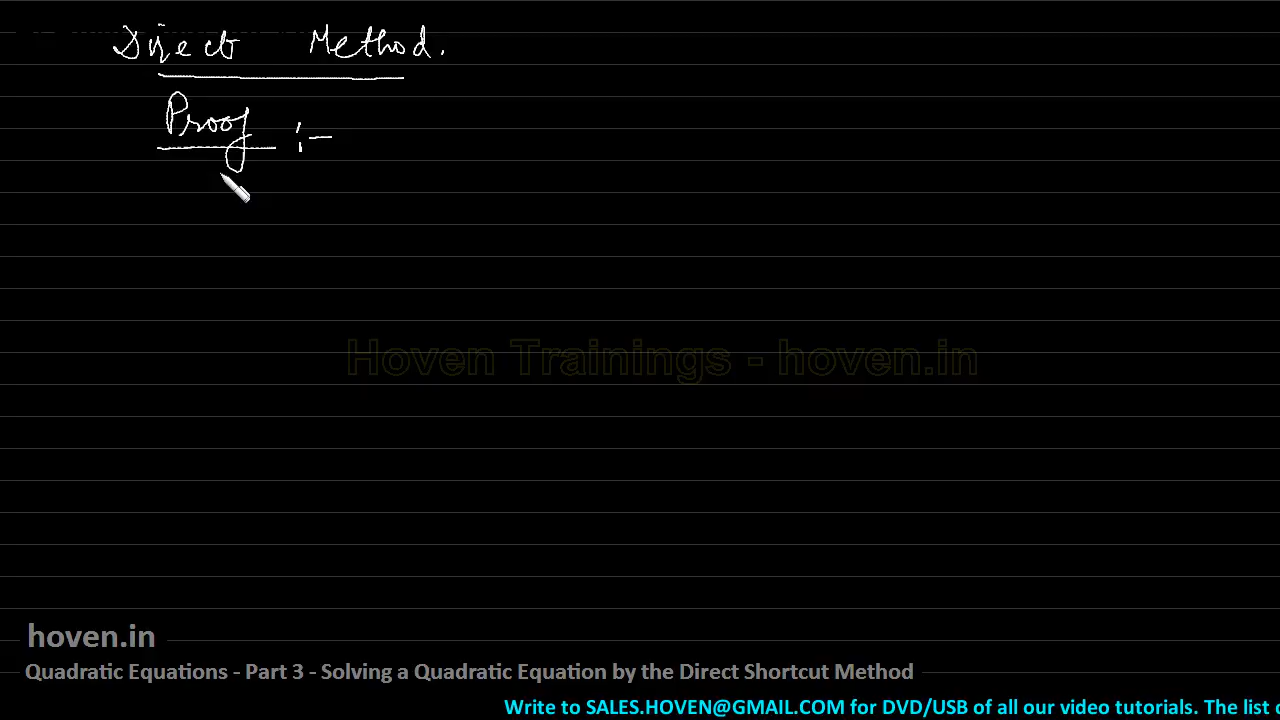 Direct Method.
Proof :-
Hoven Trainings - hoven.in
hoven.in
Quadratic Equations - Part 3 - Solving a Quadratic Equation by the Direct Shortcut Method
Write to SALES.HOVEN@GMAIL.COM for DVD/USB of all our video tutorials. The list